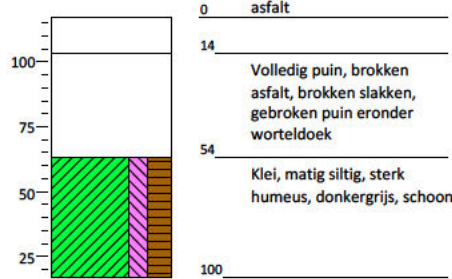 0 asfalt
14
100
Volledig puin, brokken
asfalt, brokken slakken,
gebroken puin eronder
worteldoek
75
54
Klei, matig siltig, sterk
humeus, donkergrijs, schoon
50
25
100